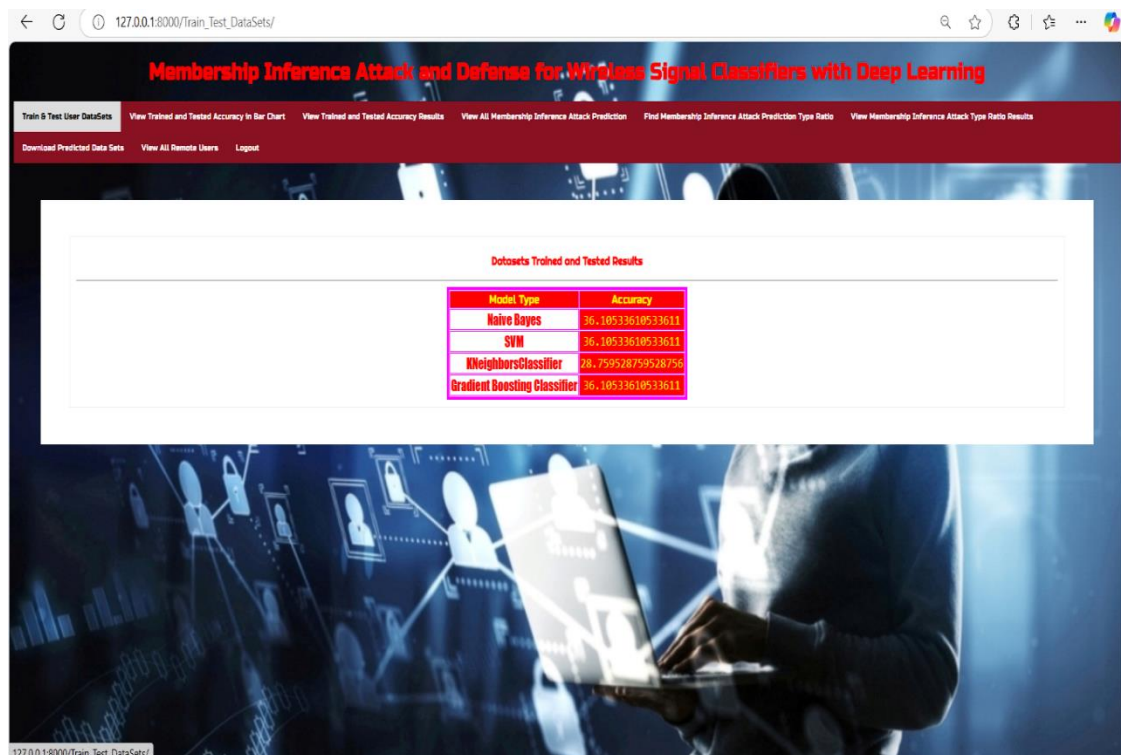 127.0.0.1:8000/Train_Test_DataSets/
Membership Inference Attack and Defense for Wireless Signal Classifiers with Deep Learning
Train & Test User DataSets View Trained and Tested Accuracy in Bar Chart View Trained and Tested Accuracy Results View All Membership Inference Attack Prediction Find Membership Inference Attack Prediction Type Ratio View Membership Inference Attack Type Ratio Results
Download Predicted Data Sets View All Remote Users Logout
Datasets Trained and Tested Results
Model Type Accuracy
Naive Bayes 36.10533610533611
SVM 36.10533610533611
KNeighborsClassifier 28.759528759528756
Gradient Boosting Classifier 36.10533610533611
127.0.0.1:8000/Train_Test_DataSets/